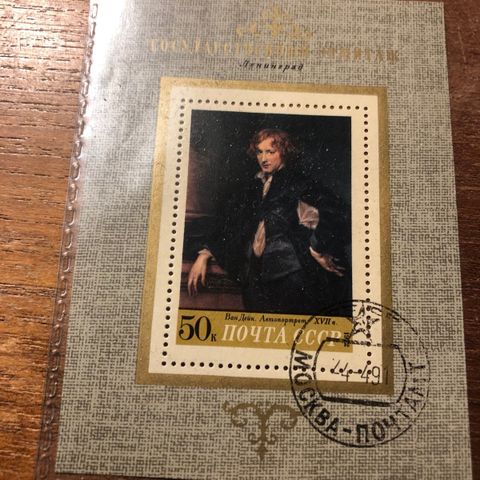 ГОСУДАРСТВЕННЫЙ ЭРМИТАЖ
Ленинград
Ван Дейк. Автопортрет XVII в.
50к ПОЧТА СССР
МОСКВА-ПОЧТАМТ